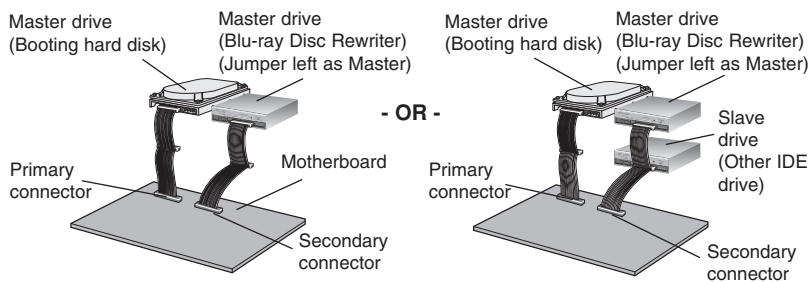 Master drive
(Booting hard disk)
Master drive
(Blu-ray Disc Rewriter)
(Jumper left as Master)
Primary
connector
Motherboard
Secondary
connector
- OR -
Master drive
(Booting hard disk)
Master drive
(Blu-ray Disc Rewriter)
(Jumper left as Master)
Slave
drive
(Other IDE
drive)
Primary
connector
Secondary
connector